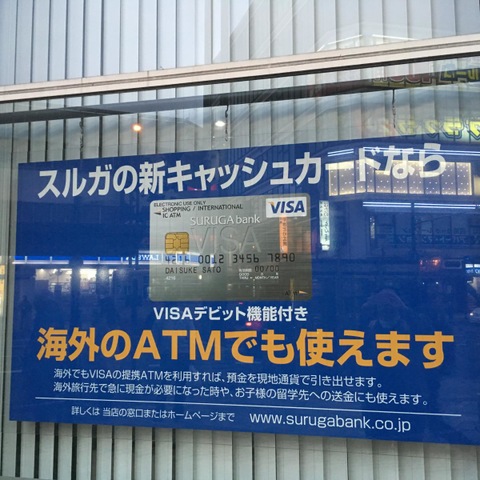 スルガの新キャッシュカードなら
ELECTRONIC USE ONLY
SHOPPING / INTERNATIONAL
IC ATM
SURUGA bank
VISA
VISA
0012 3456 7890
00/00
DAISUKE SATO
VISAデビット機能付き
海外のATMでも使えます
海外でもVISAの提携ATMを利用すれば、預金を現地通貨で引き出せます。
海外旅行先で急に現金が必要になった時や、お子様の留学先への送金にも使えます。
詳しくは 当店の窓口またはホームページまで www.surugabank.co.jp